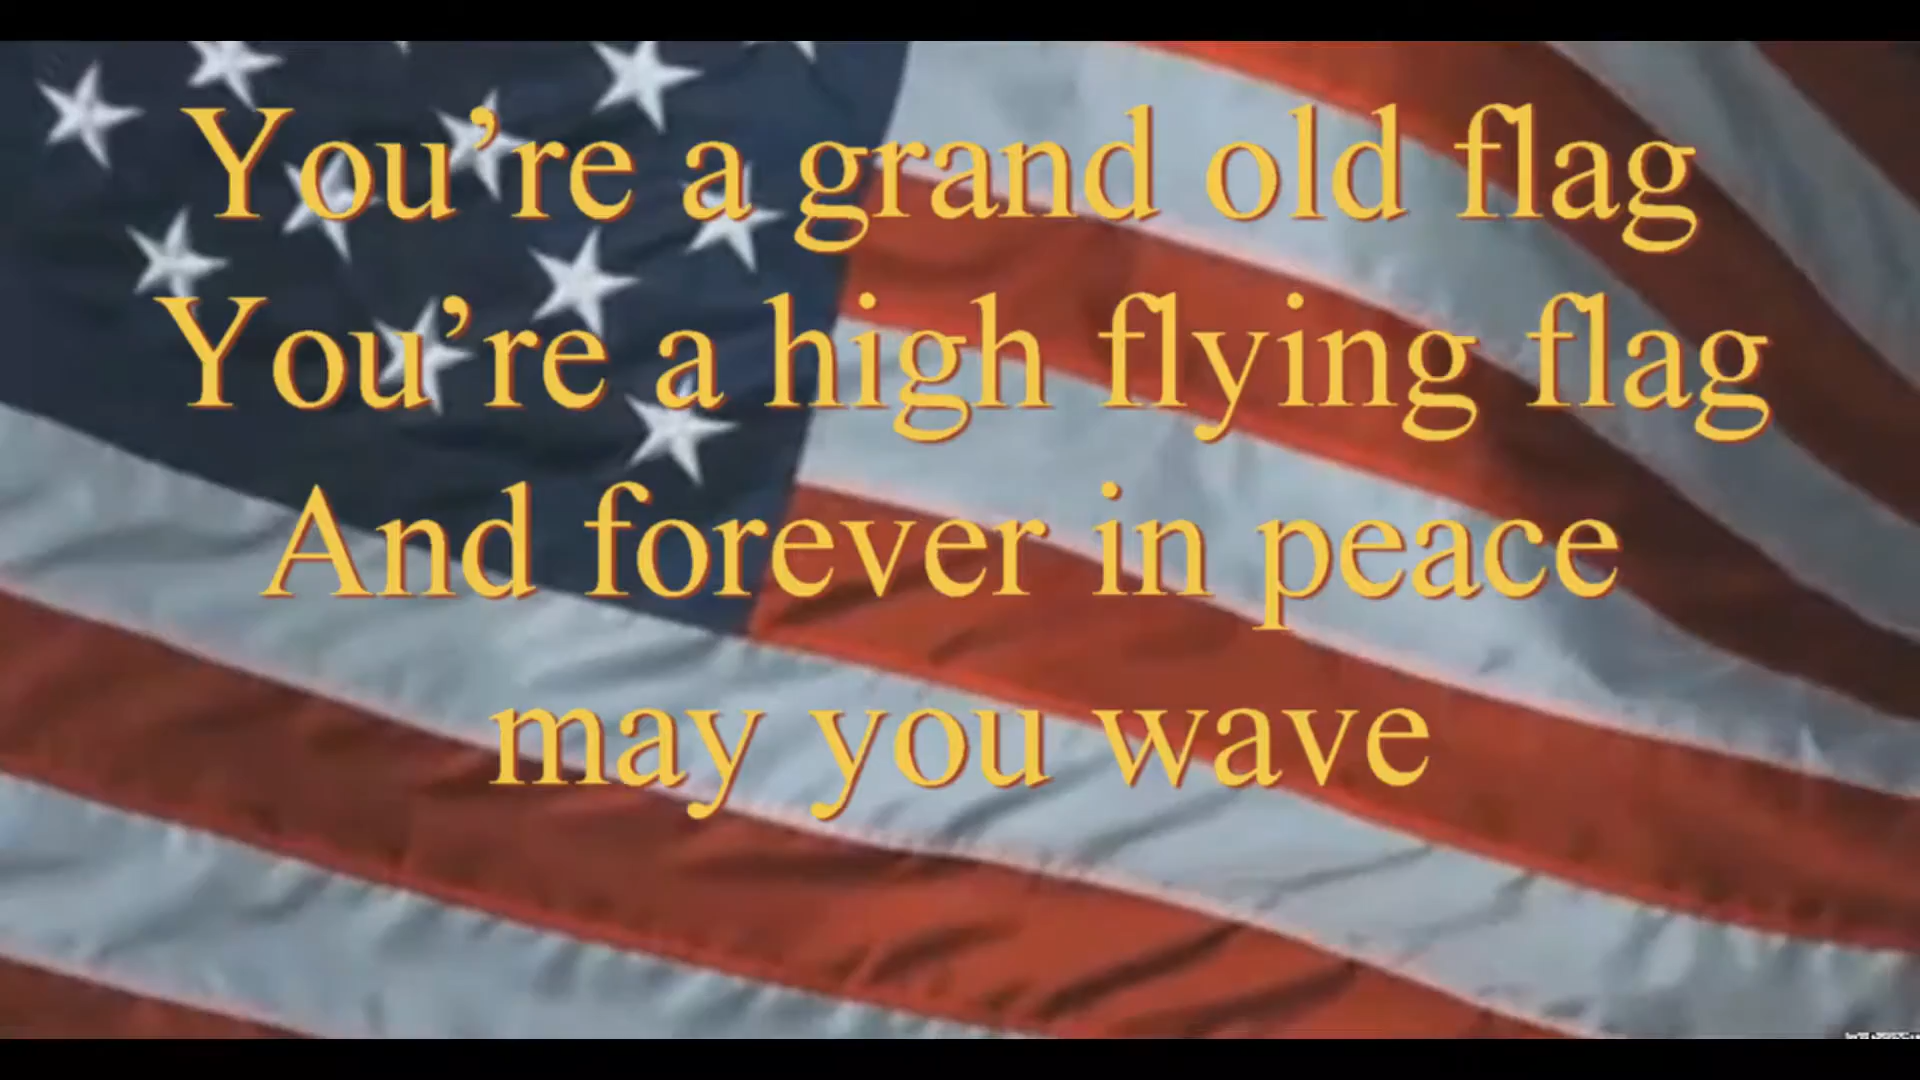 You’re a grand old flag
You’re a high flying flag
And forever in peace
may you wave